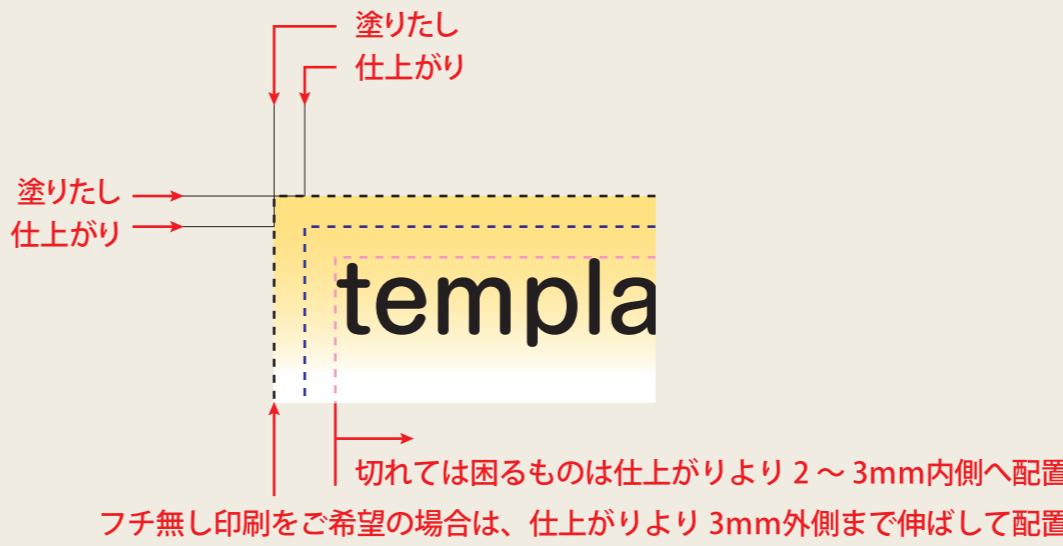 塗りたし
仕上がり
塗りたし
仕上がり
templa
切れては困るものは仕上がりより 2 ～ 3mm内側へ配置
フチ無し印刷をご希望の場合は、仕上がりより 3mm外側まで伸ばして配置